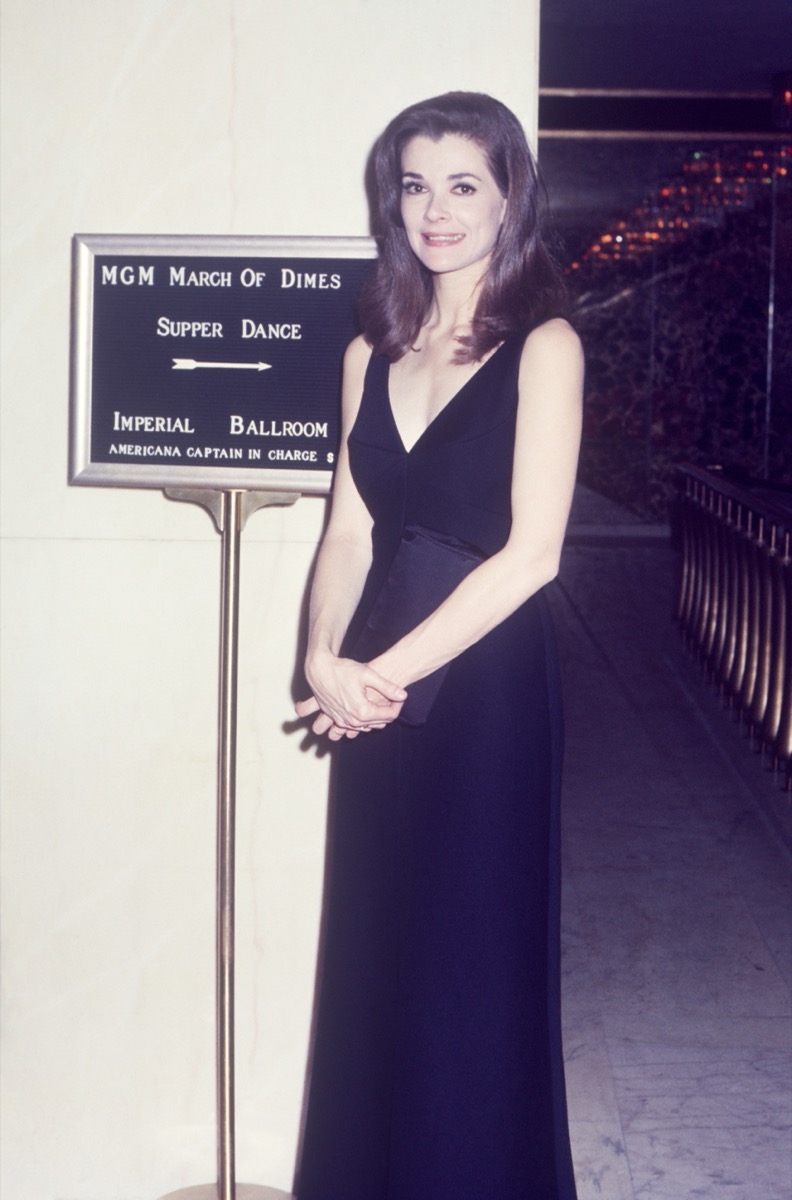 MGM MARCH OF DIMES
SUPPER DANCE
IMPERIAL BALLROOM
AMERICANA CAPTAIN IN CHARGE S